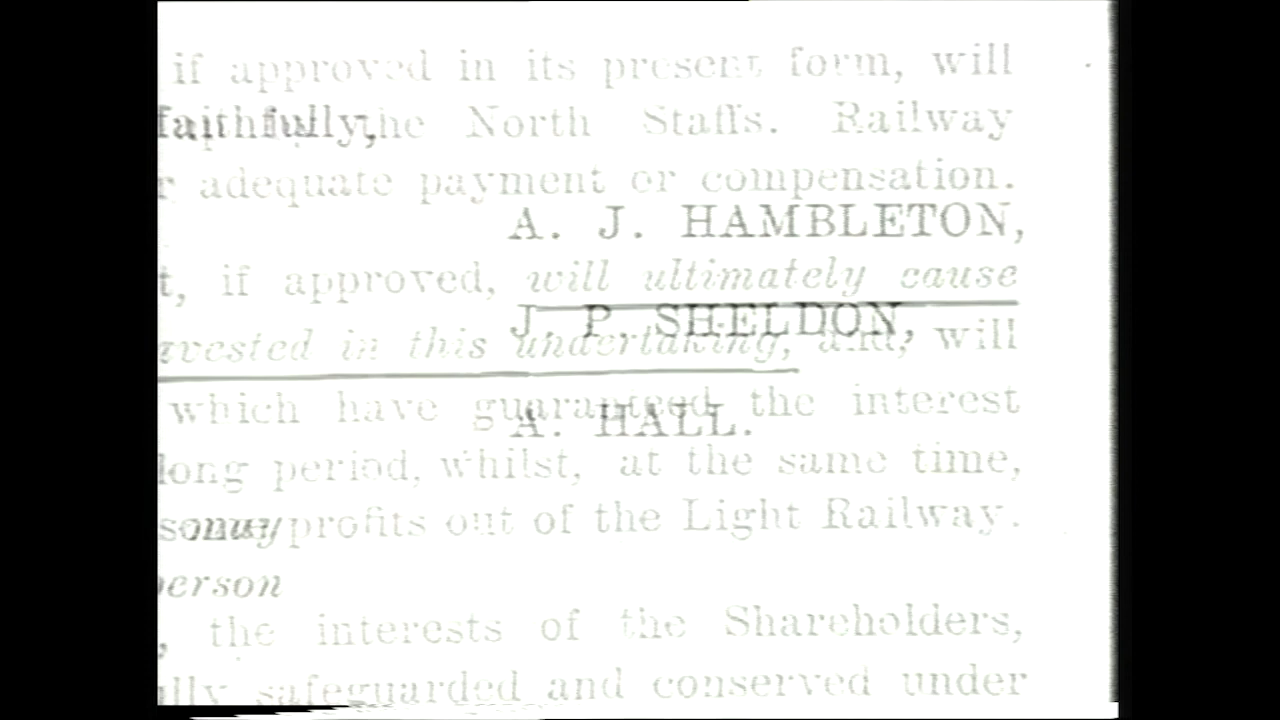 if approved in its present form, will
faithfully, the North Staffs. Railway
adequate payment or compensation.
A. J. HAMBLETON,
if approved, will ultimately cause
J. P. SHELDON,
in this undertaking, and, will
which have guaranteed the interest
A. HALL.
long period, whilst, at the same time,
profits out of the Light Railway.
person
the interests of the Shareholders,
safeguarded and conserved under